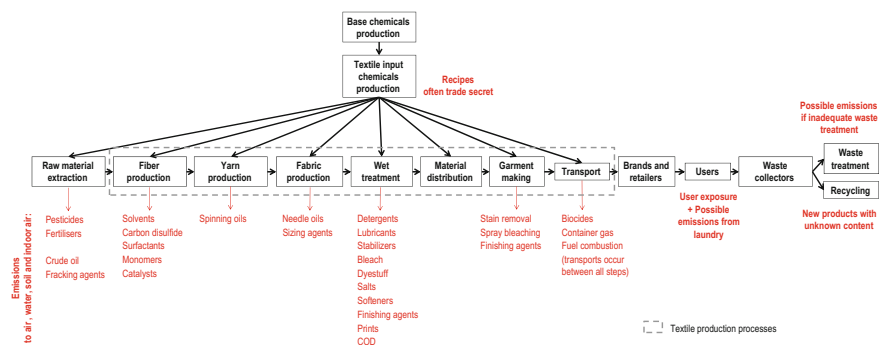 Base chemicals
production
Textile input
chemicals
production
Recipes
often trade secret
Possible emissions
if inadequate waste
treatment
Raw material
extraction
Fiber
production
Yarn
production
Fabric
production
Wet
treatment
Material
distribution
Garment
making
Transport
Brands and
retailers
Users
Waste
collectors
Waste
treatment
Recycling
Emissions
to air , water, soil and indoor air:
Pesticides
Fertilisers
Crude oil
Fracking agents
Solvents
Carbon disulfide
Surfactants
Monomers
Catalysts
Spinning oils
Needle oils
Sizing agents
Detergents
Lubricants
Stabilizers
Bleach
Dyestuff
Salts
Softeners
Finishing agents
Prints
COD
Stain removal
Spray bleaching
Finishing agents
Biocides
Container gas
Fuel combustion
(transports occur
between all steps)
User exposure
+ Possible
emissions from
laundry
New products with
unknown content
Textile production processes